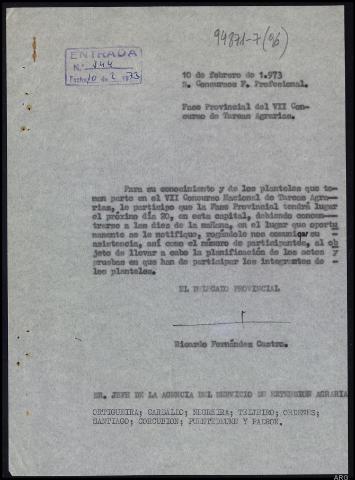 94871-7(06)
ENTRADA
N.º 244
Fecha 10 de 2 1973
10 de febrero de 1.973
S. Concursos F. Profesional.
Fase Provincial del VII Con-
curso de Tareas Agrarias.
Para su conocimiento y de los planteles que to-
men parte en el VII Concurso Nacional de Tareas Agra-
rias, le participo que la Fase Provincial tendrá lugar
el próximo día 20, en esta capital, debiendo concen-
trarse a las diez de la mañana, en el lugar que oportu
namente se le notifique, rogándole nos comunique su
asistencia, así como el número de participantes, al ob
jeto de llevar a cabo la planificación de los actos y
pruebas en que han de participar los integrantes de
los planteles.
EL DELEGADO PROVINCIAL
Ricardo Fernández Castro.
SR. JEFE DE LA AGENCIA DEL SERVICIO DE EXTENSION AGRARIA
ORTIGUEIRA; CARBALLO; NEGREIRA; TEIJEIRO; ORDENES;
SANTIAGO; CORCUBION; PUENTEDEUME Y PADRON.
ARG